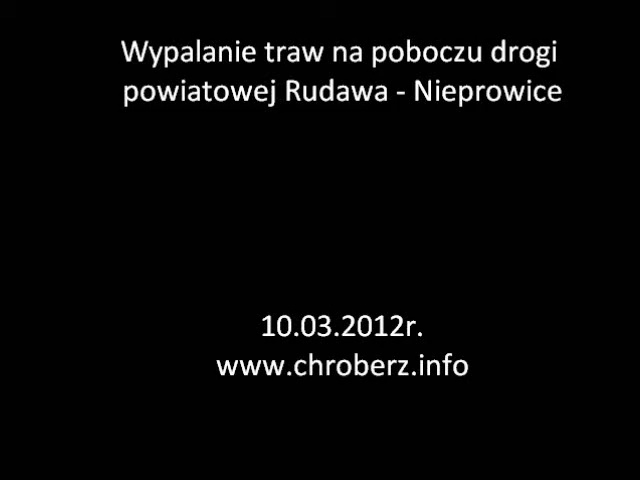 Wypalanie traw na poboczu drogi
powiatowej Rudawa - Nieprowice
10.03.2012r.
www.chroberz.info